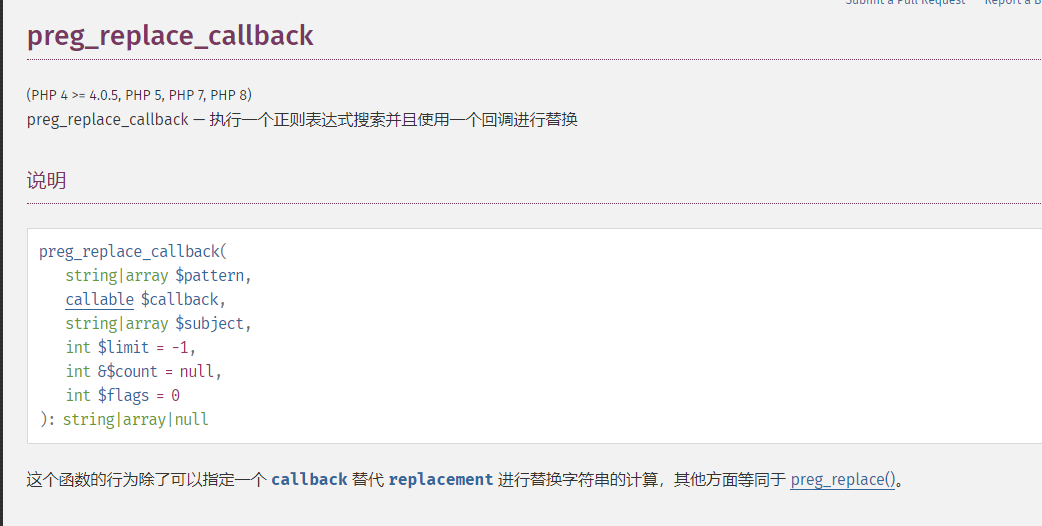 Submit a Pull Request Report a B
preg_replace_callback
(PHP 4 >= 4.0.5, PHP 5, PHP 7, PHP 8)
preg_replace_callback — 执行一个正则表达式搜索并且使用一个回调进行替换
说明
preg_replace_callback(
string|array $pattern,
callable $callback,
string|array $subject,
int $limit = -1,
int &$count = null,
int $flags = 0
): string|array|null
这个函数的行为除了可以指定一个 callback 替代 replacement 进行替换字符串的计算，其他方面等同于 preg_replace()。